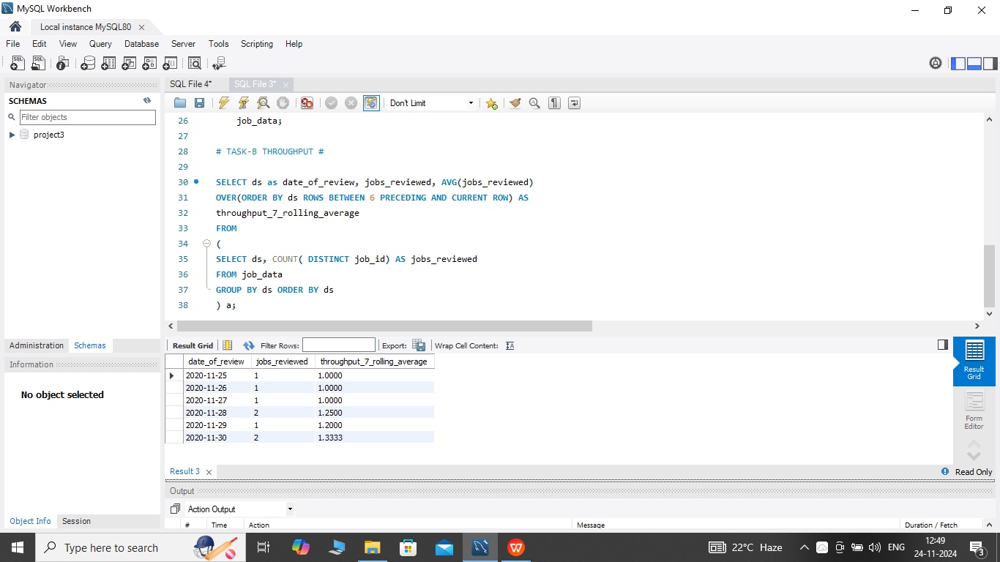 MySQL Workbench
Local instance MySQL80
File Edit View Query Database Server Tools Scripting Help
Navigator
SCHEMAS
Filter objects
project3
Administration Schemas
Information
No object selected
Object Info Session
SQL File 4* SQL File 3*
Don't Limit
26 job_data;
27
28 # TASK-B THROUGHPUT #
29
30 SELECT ds as date_of_review, jobs_reviewed, AVG(jobs_reviewed)
31 OVER(ORDER BY ds ROWS BETWEEN 6 PRECEDING AND CURRENT ROW) AS
32 throughput_7_rolling_average
33 FROM
34 (
35 SELECT ds, COUNT( DISTINCT job_id) AS jobs_reviewed
36 FROM job_data
37 GROUP BY ds ORDER BY ds
38 ) a;
Result Grid Filter Rows: Export: Wrap Cell Content:
date_of_review jobs_reviewed throughput_7_rolling_average
2020-11-25 1 1.0000
2020-11-26 1 1.0000
2020-11-27 1 1.0000
2020-11-28 2 1.2500
2020-11-29 1 1.2000
2020-11-30 2 1.3333
Result
Grid
Form
Editor
Result 3 Read Only
Output
Action Output
# Time Action Message Duration / Fetch
Type here to search 22°C Haze ENG 12:49
24-11-2024 3